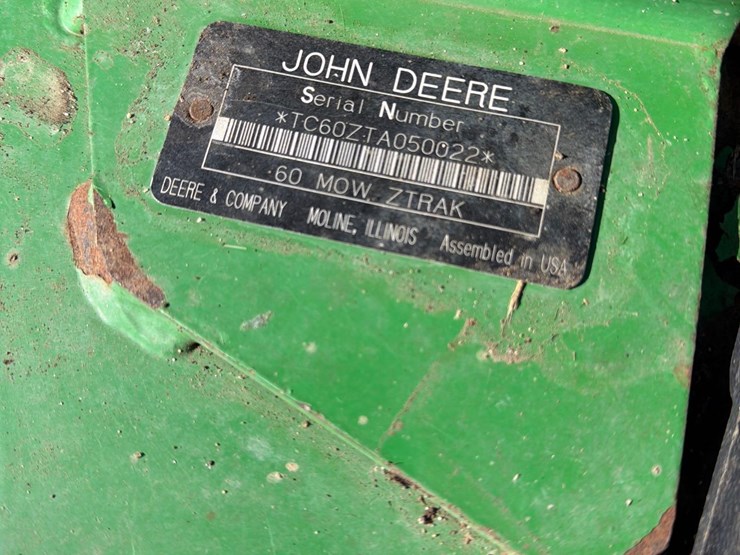 JOHN DEERE
Serial Number
*TC60ZTA050022*
60 MOW, ZTRAK
DEERE & COMPANY MOLINE, ILLINOIS Assembled in USA